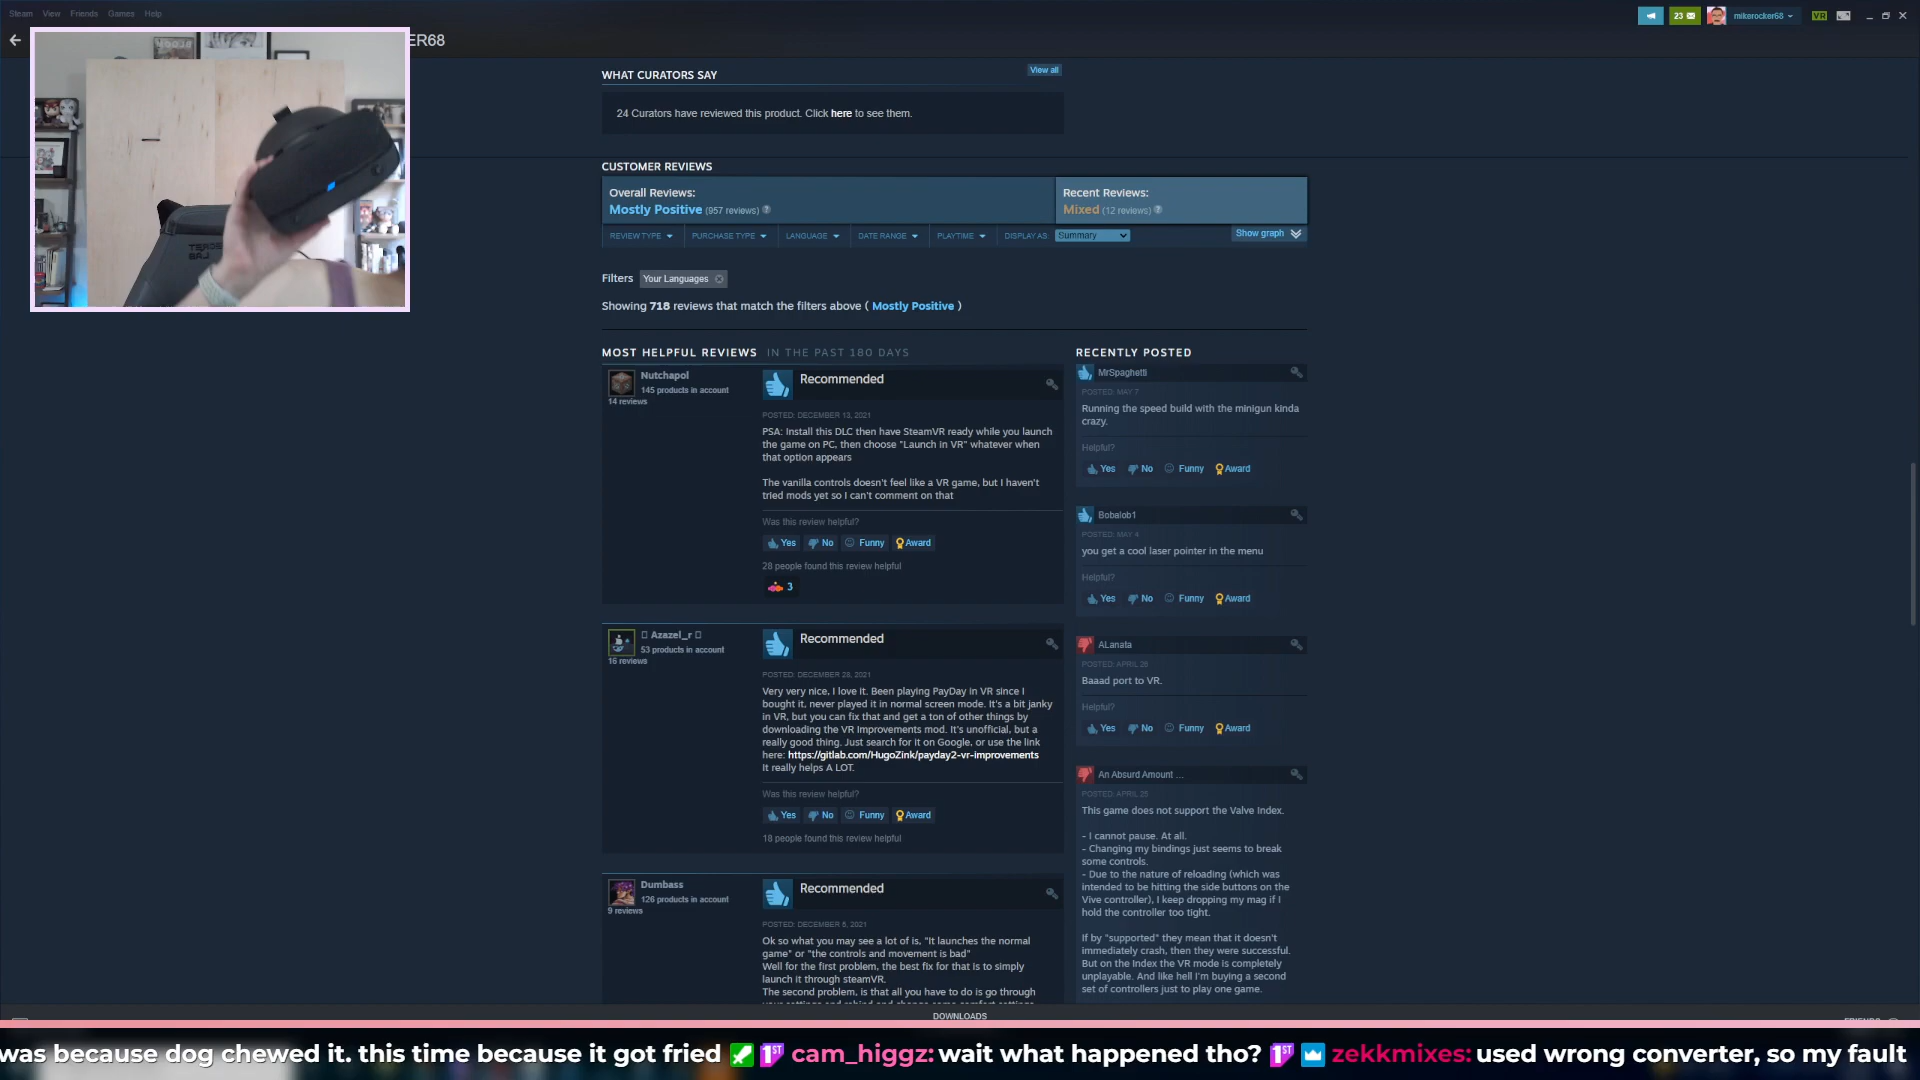 Steam View Friends Games Help
23 mikerocker68 VR
ER68
WHAT CURATORS SAY
View all
24 Curators have reviewed this product. Click here to see them.
CUSTOMER REVIEWS
Overall Reviews:
Mostly Positive (957 reviews)
Recent Reviews:
Mixed (12 reviews)
REVIEW TYPE PURCHASE TYPE LANGUAGE DATE RANGE PLAYTIME DISPLAY AS: Summary
Show graph
Filters Your Languages
Showing 718 reviews that match the filters above ( Mostly Positive )
MOST HELPFUL REVIEWS IN THE PAST 180 DAYS
Nutchapol
145 products in account
14 reviews
Recommended
POSTED: DECEMBER 13, 2021
PSA: Install this DLC then have SteamVR ready while you launch
the game on PC, then choose "Launch in VR" whatever when
that option appears
The vanilla controls doesn't feel like a VR game, but I haven't
tried mods yet so I can't comment on that
Was this review helpful?
Yes No Funny Award
28 people found this review helpful
3
Azazel_r
53 products in account
16 reviews
Recommended
POSTED: DECEMBER 28, 2021
Very very nice, I love it. Been playing PayDay in VR since I
bought it, never played it in normal screen mode. It's a bit janky
in VR, but you can fix that and get a ton of other things by
downloading the VR Improvements mod. It's unofficial, but a
really good thing. Just search for it on Google, or use the link
here: https://gitlab.com/HugoZink/payday2-vr-improvements
It really helps A LOT.
Was this review helpful?
Yes No Funny Award
18 people found this review helpful
Dumbass
126 products in account
9 reviews
Recommended
POSTED: DECEMBER 5, 2021
Ok so what you may see a lot of is, "It launches the normal
game" or "the controls and movement is bad"
Well for the first problem, the best fix for that is to simply
launch it through steamVR.
The second problem, is that all you have to do is go through
RECENTLY POSTED
MrSpaghetti
POSTED: MAY 7
Running the speed build with the minigun kinda
crazy.
Helpful?
Yes No Funny Award
Bobalob1
POSTED: MAY 4
you get a cool laser pointer in the menu
Helpful?
Yes No Funny Award
ALanata
POSTED: APRIL 28
Baaad port to VR.
Helpful?
Yes No Funny Award
An Absurd Amount ...
POSTED: APRIL 25
This game does not support the Valve Index.
- I cannot pause. At all.
- Changing my bindings just seems to break
some controls.
- Due to the nature of reloading (which was
intended to be hitting the side buttons on the
Vive controller), I keep dropping my mag if I
hold the controller too tight.
If by "supported" they mean that it doesn't
immediately crash, then they were successful.
But on the Index the VR mode is completely
unplayable. And like hell I'm buying a second
set of controllers just to play one game.
DOWNLOADS
was because dog chewed it. this time because it got fried 1ST cam_higgz: wait what happened tho? 1ST zekkmixes: used wrong converter, so my fault